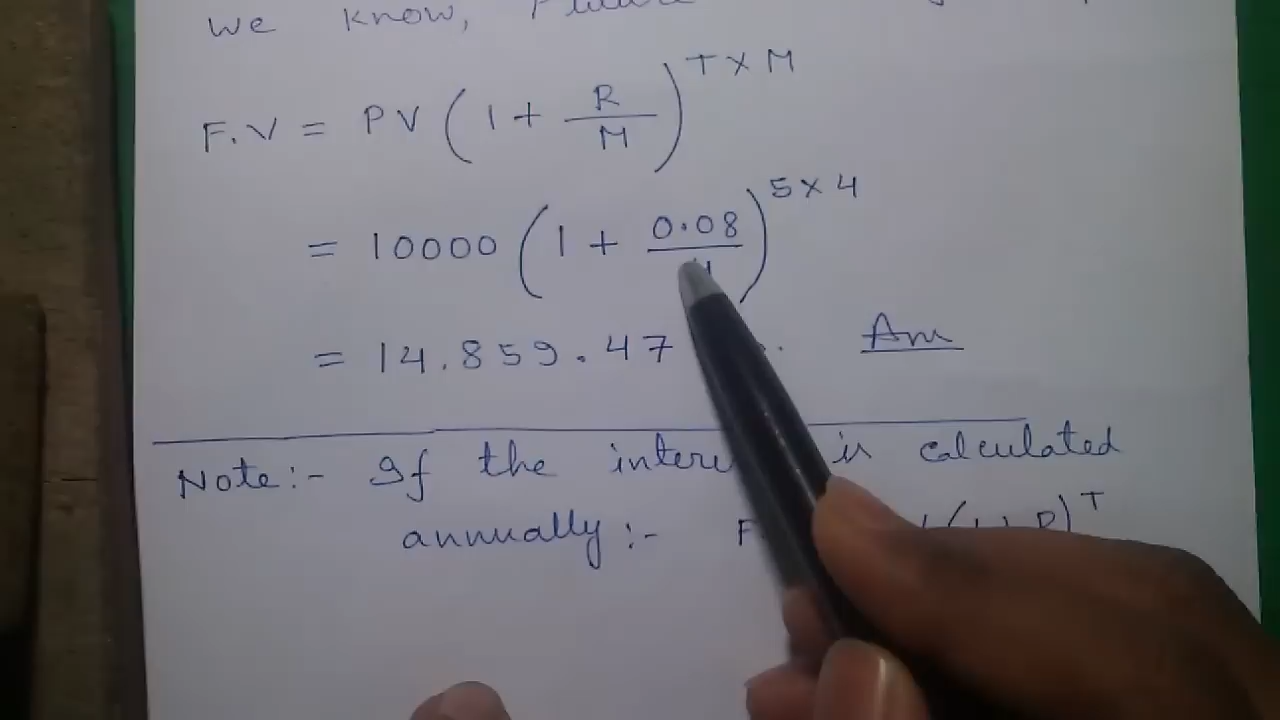 we know,
F.V = PV ( 1 + R/M )^T×M
= 10000 ( 1 + 0.08/4 )^5×4
= 14.859.47 Ans
Note:- If the is calculated
annually:-